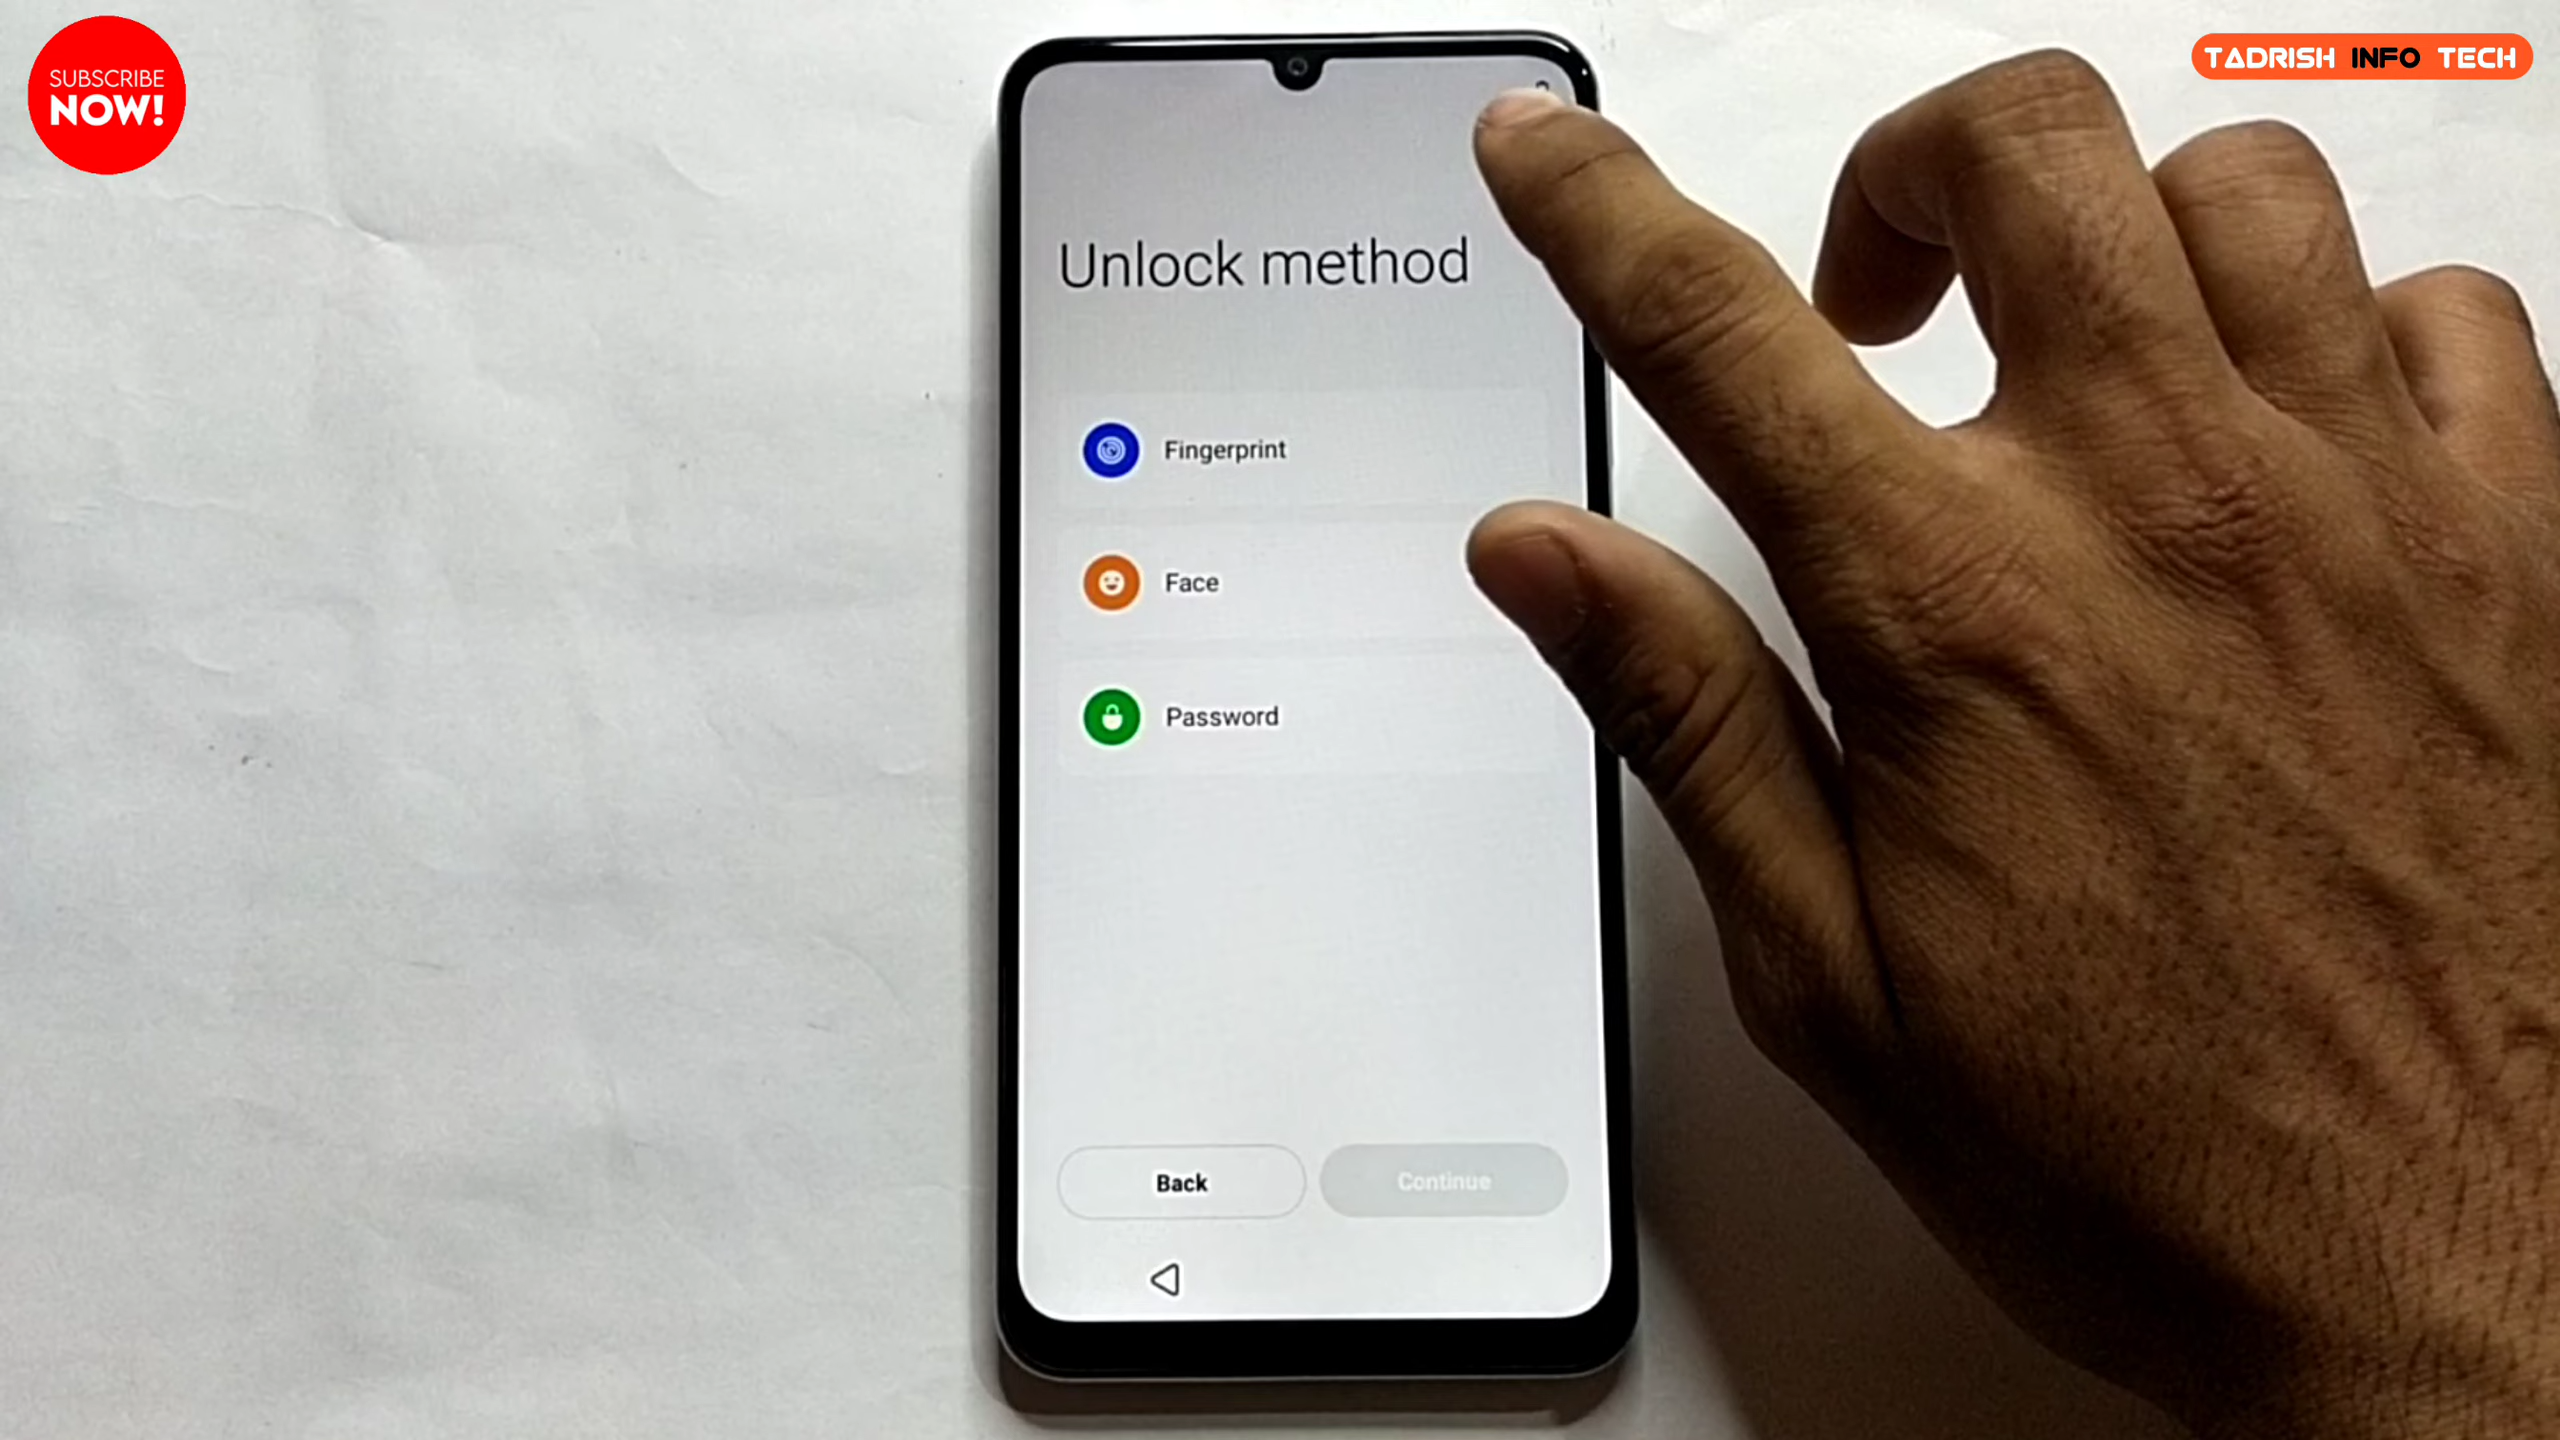 SUBSCRIBE
NOW!
TADRISH INFO TECH
Unlock method
Fingerprint
Face
Password
Back
Continue